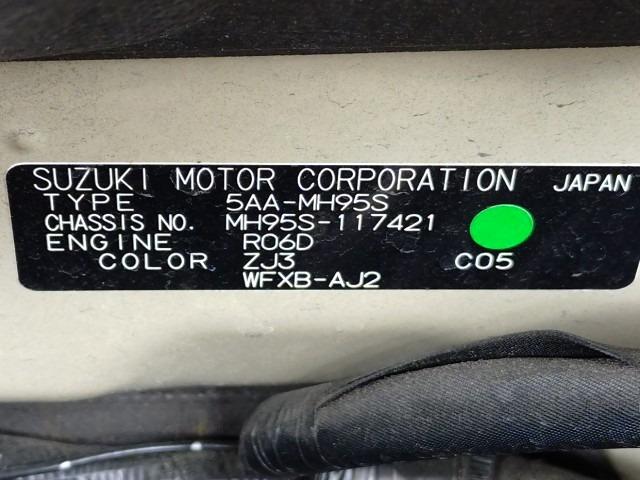 SUZUKI MOTOR CORPORATION JAPAN
TYPE 5AA-MH95S
CHASSIS NO. MH95S-117421
ENGINE R06D
COLOR ZJ3 C05
WFXB-AJ2